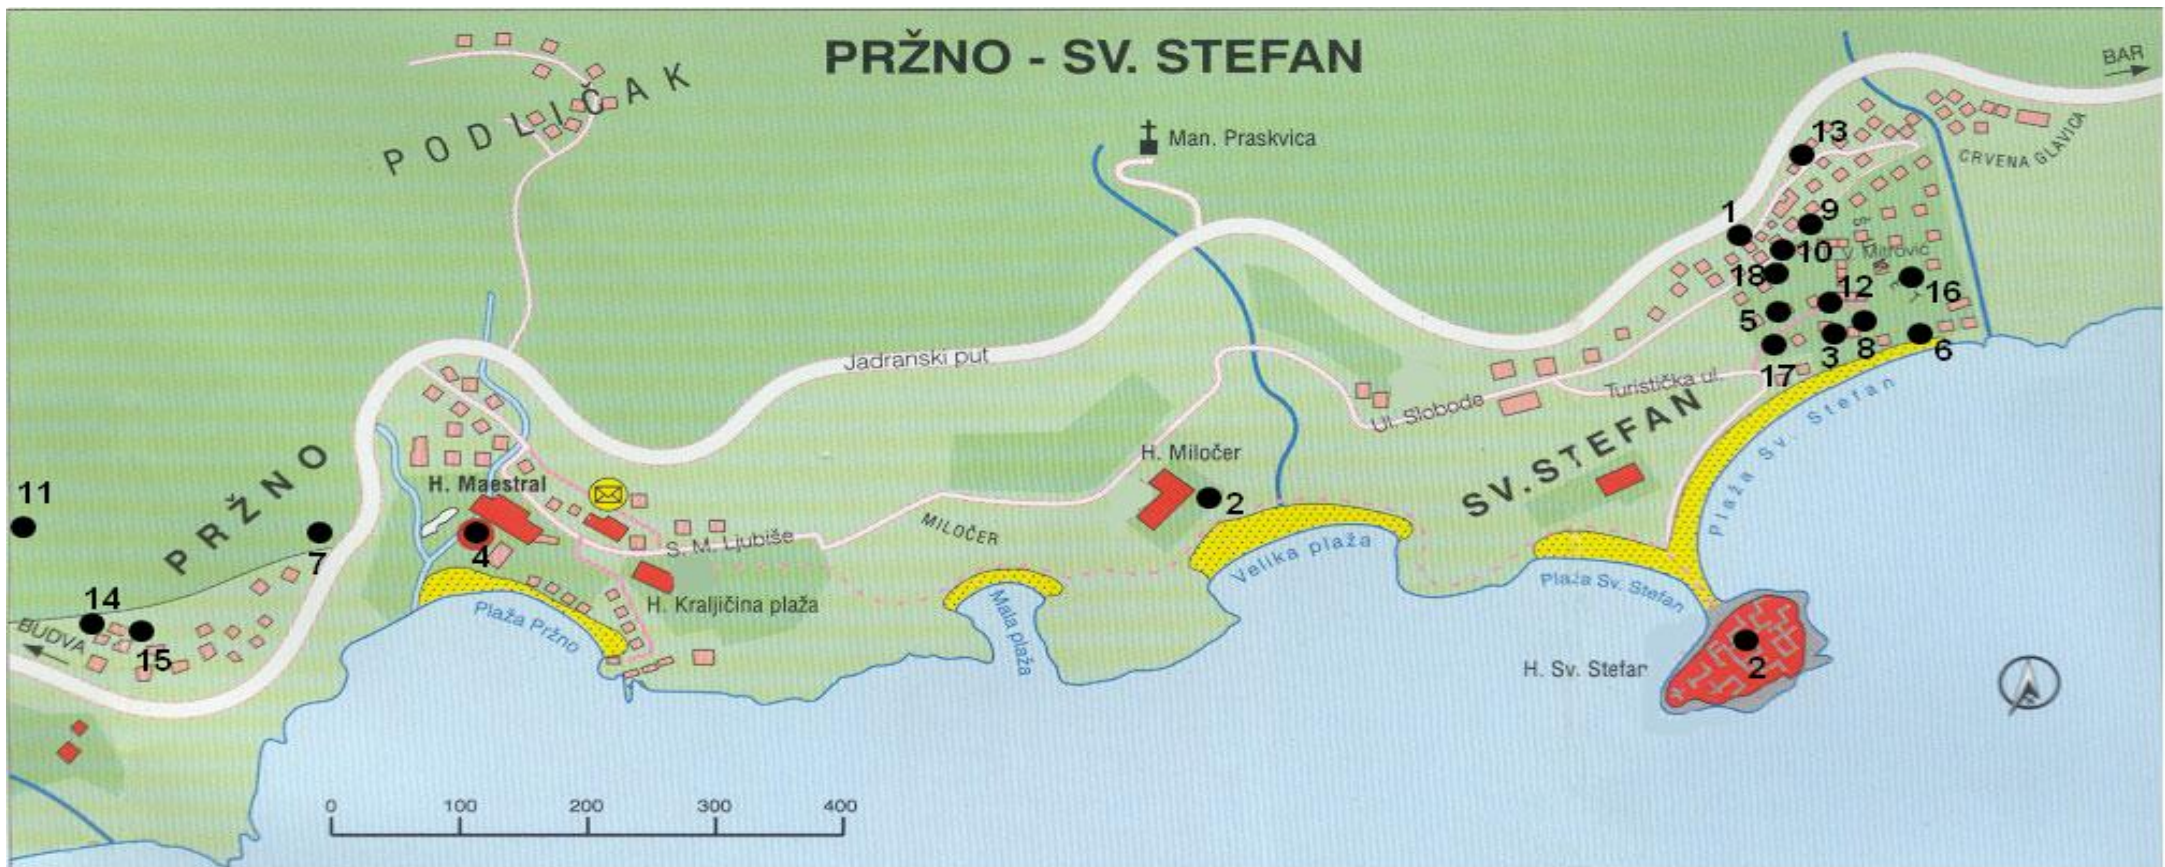 PRŽNO - SV. STEFAN
BAR
PODLIČAK
13
CRVENA GLAVICA
Man. Praskvica
1
9
10
V. Mitrović
18
12
16
5
3
8
6
17
Jadranski put
Turistička ul.
Ul. Slobode
SV. STEFAN
Plaža Sv. Stefan
PRŽNO
H. Miločer
2
H. Maestral
11
7
4
S. M. Ljubiše
MILOČER
Velika plaža
Plaža Sv. Stefan
14
15
BUDVA
Plaža Pržno
H. Kraljičina plaža
Mala plaža
H. Sv. Stefan
2
0 100 200 300 400